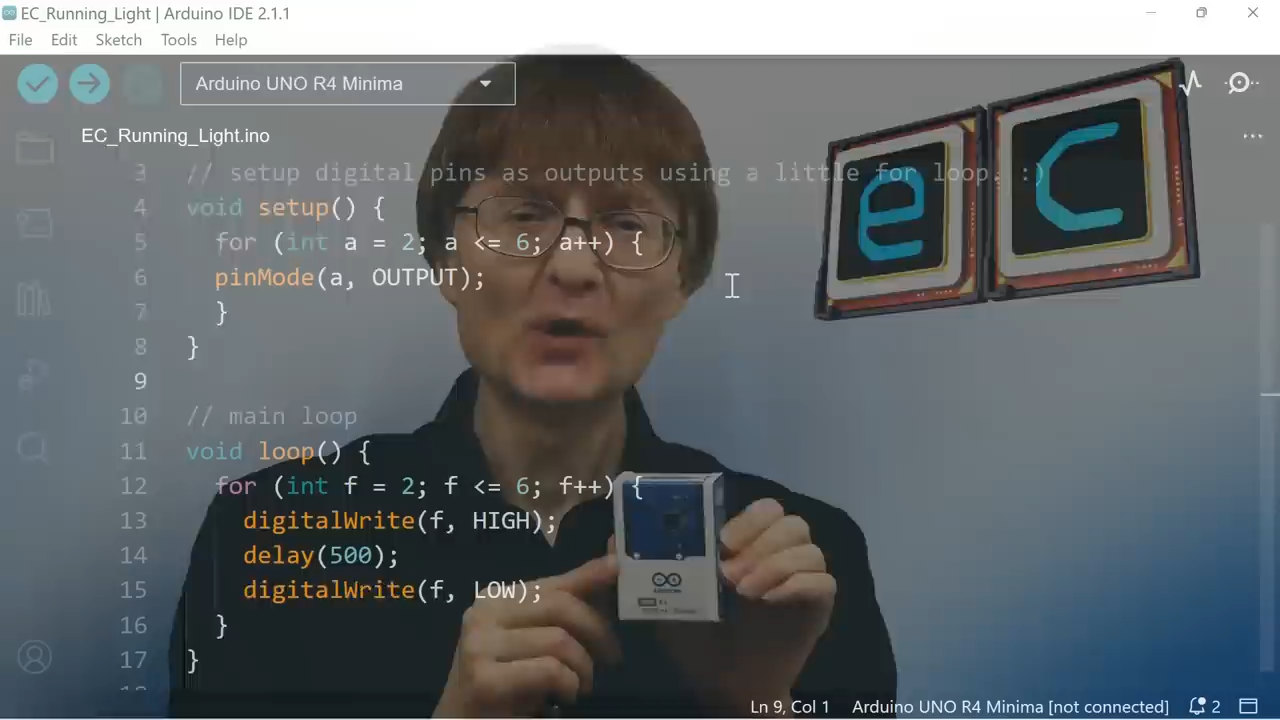 EC_Running_Light | Arduino IDE 2.1.1
File Edit Sketch Tools Help
Arduino UNO R4 Minima
EC_Running_Light.ino
ec
3 // setup digital pins as outputs using a little for loop. :)
4 void setup() {
5 for (int a = 2; a <= 6; a++) {
6 pinMode(a, OUTPUT);
7 }
8 }
9
10 // main loop
11 void loop() {
12 for (int f = 2; f <= 6; f++) {
13 digitalWrite(f, HIGH);
14 delay(500);
15 digitalWrite(f, LOW);
16 }
17 }
Ln 9, Col 1 Arduino UNO R4 Minima [not connected] 2